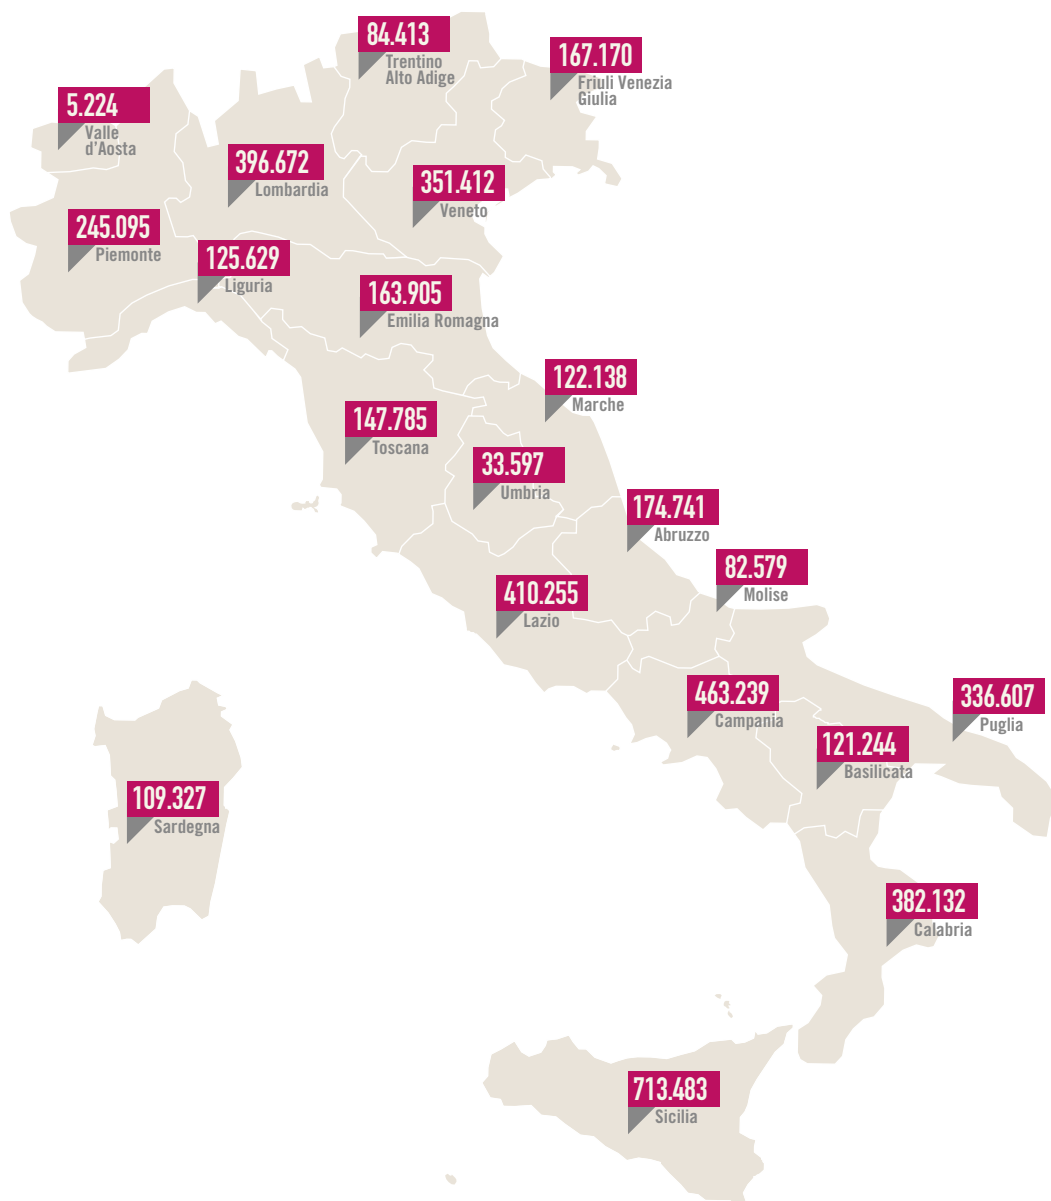 84.413
Trentino
Alto Adige
167.170
Friuli Venezia
Giulia
5.224
Valle
d'Aosta
396.672
Lombardia
351.412
Veneto
245.095
Piemonte
125.629
Liguria
163.905
Emilia Romagna
122.138
Marche
147.785
Toscana
33.597
Umbria
174.741
Abruzzo
82.579
Molise
410.255
Lazio
463.239
Campania
336.607
Puglia
121.244
Basilicata
109.327
Sardegna
382.132
Calabria
713.483
Sicilia